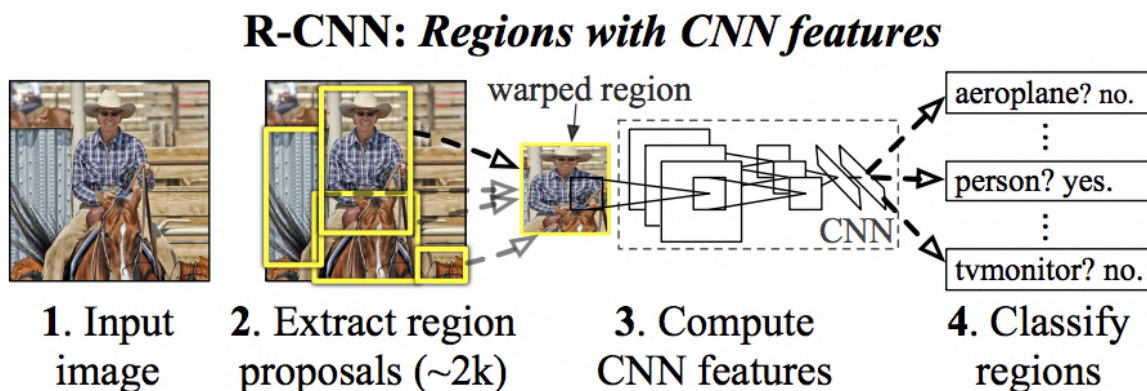 R-CNN: Regions with CNN features
warped region
aeroplane? no.
person? yes.
tvmonitor? no.
CNN
1. Input
image
2. Extract region
proposals (~2k)
3. Compute
CNN features
4. Classify
regions